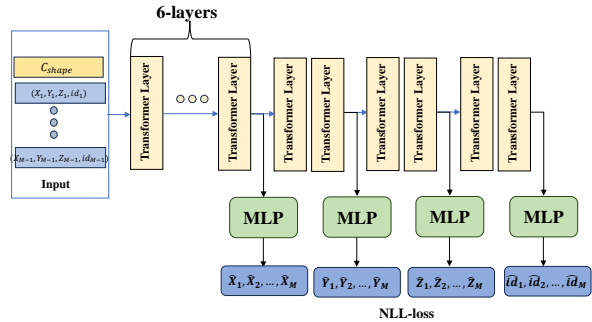 6-layers
C_shape
(X_1, Y_1, Z_1, id_1)
(X_{M-1}, Y_{M-1}, Z_{M-1}, id_{M-1})
Input
Transformer Layer
Transformer Layer
Transformer Layer
Transformer Layer
Transformer Layer
Transformer Layer
Transformer Layer
Transformer Layer
MLP
MLP
MLP
MLP
X̂_1, X̂_2, ..., X̂_M
Ŷ_1, Ŷ_2, ..., Ŷ_M
Ẑ_1, Ẑ_2, ..., Ẑ_M
îd_1, îd_2, ..., îd_M
NLL-loss